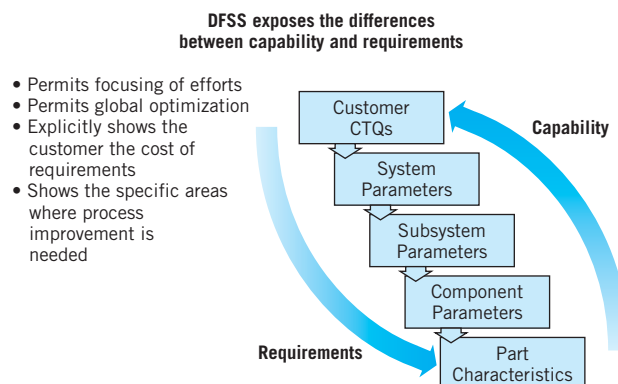 DFSS exposes the differences
between capability and requirements
• Permits focusing of efforts
• Permits global optimization
• Explicitly shows the
customer the cost of
requirements
• Shows the specific areas
where process
improvement is
needed
Customer
CTQs
Capability
System
Parameters
Subsystem
Parameters
Component
Parameters
Requirements
Part
Characteristics